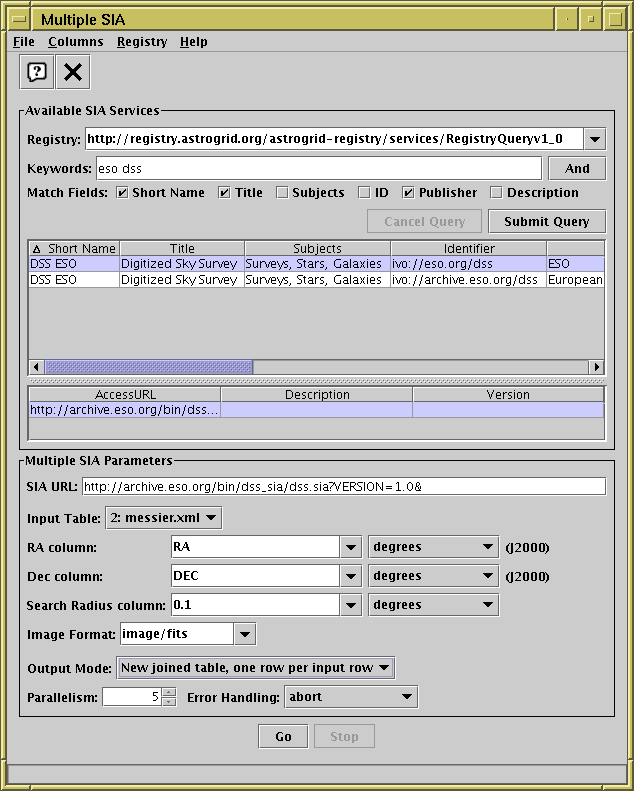 Multiple SIA
File Columns Registry Help
Available SIA Services
Registry: http://registry.astrogrid.org/astrogrid-registry/services/RegistryQueryv1_0
Keywords: eso dss And
Match Fields: Short Name Title Subjects ID Publisher Description
Cancel Query Submit Query
Short Name Title Subjects Identifier
DSS ESO Digitized Sky Survey Surveys, Stars, Galaxies ivo://eso.org/dss ESO
DSS ESO Digitized Sky Survey Surveys, Stars, Galaxies ivo://archive.eso.org/dss European
AccessURL Description Version
http://archive.eso.org/bin/dss...
Multiple SIA Parameters
SIA URL: http://archive.eso.org/bin/dss_sia/dss.sia?VERSION=1.0&
Input Table: 2: messier.xml
RA column: RA degrees (J2000)
Dec column: DEC degrees (J2000)
Search Radius column: 0.1 degrees
Image Format: image/fits
Output Mode: New joined table, one row per input row
Parallelism: 5 Error Handling: abort
Go Stop